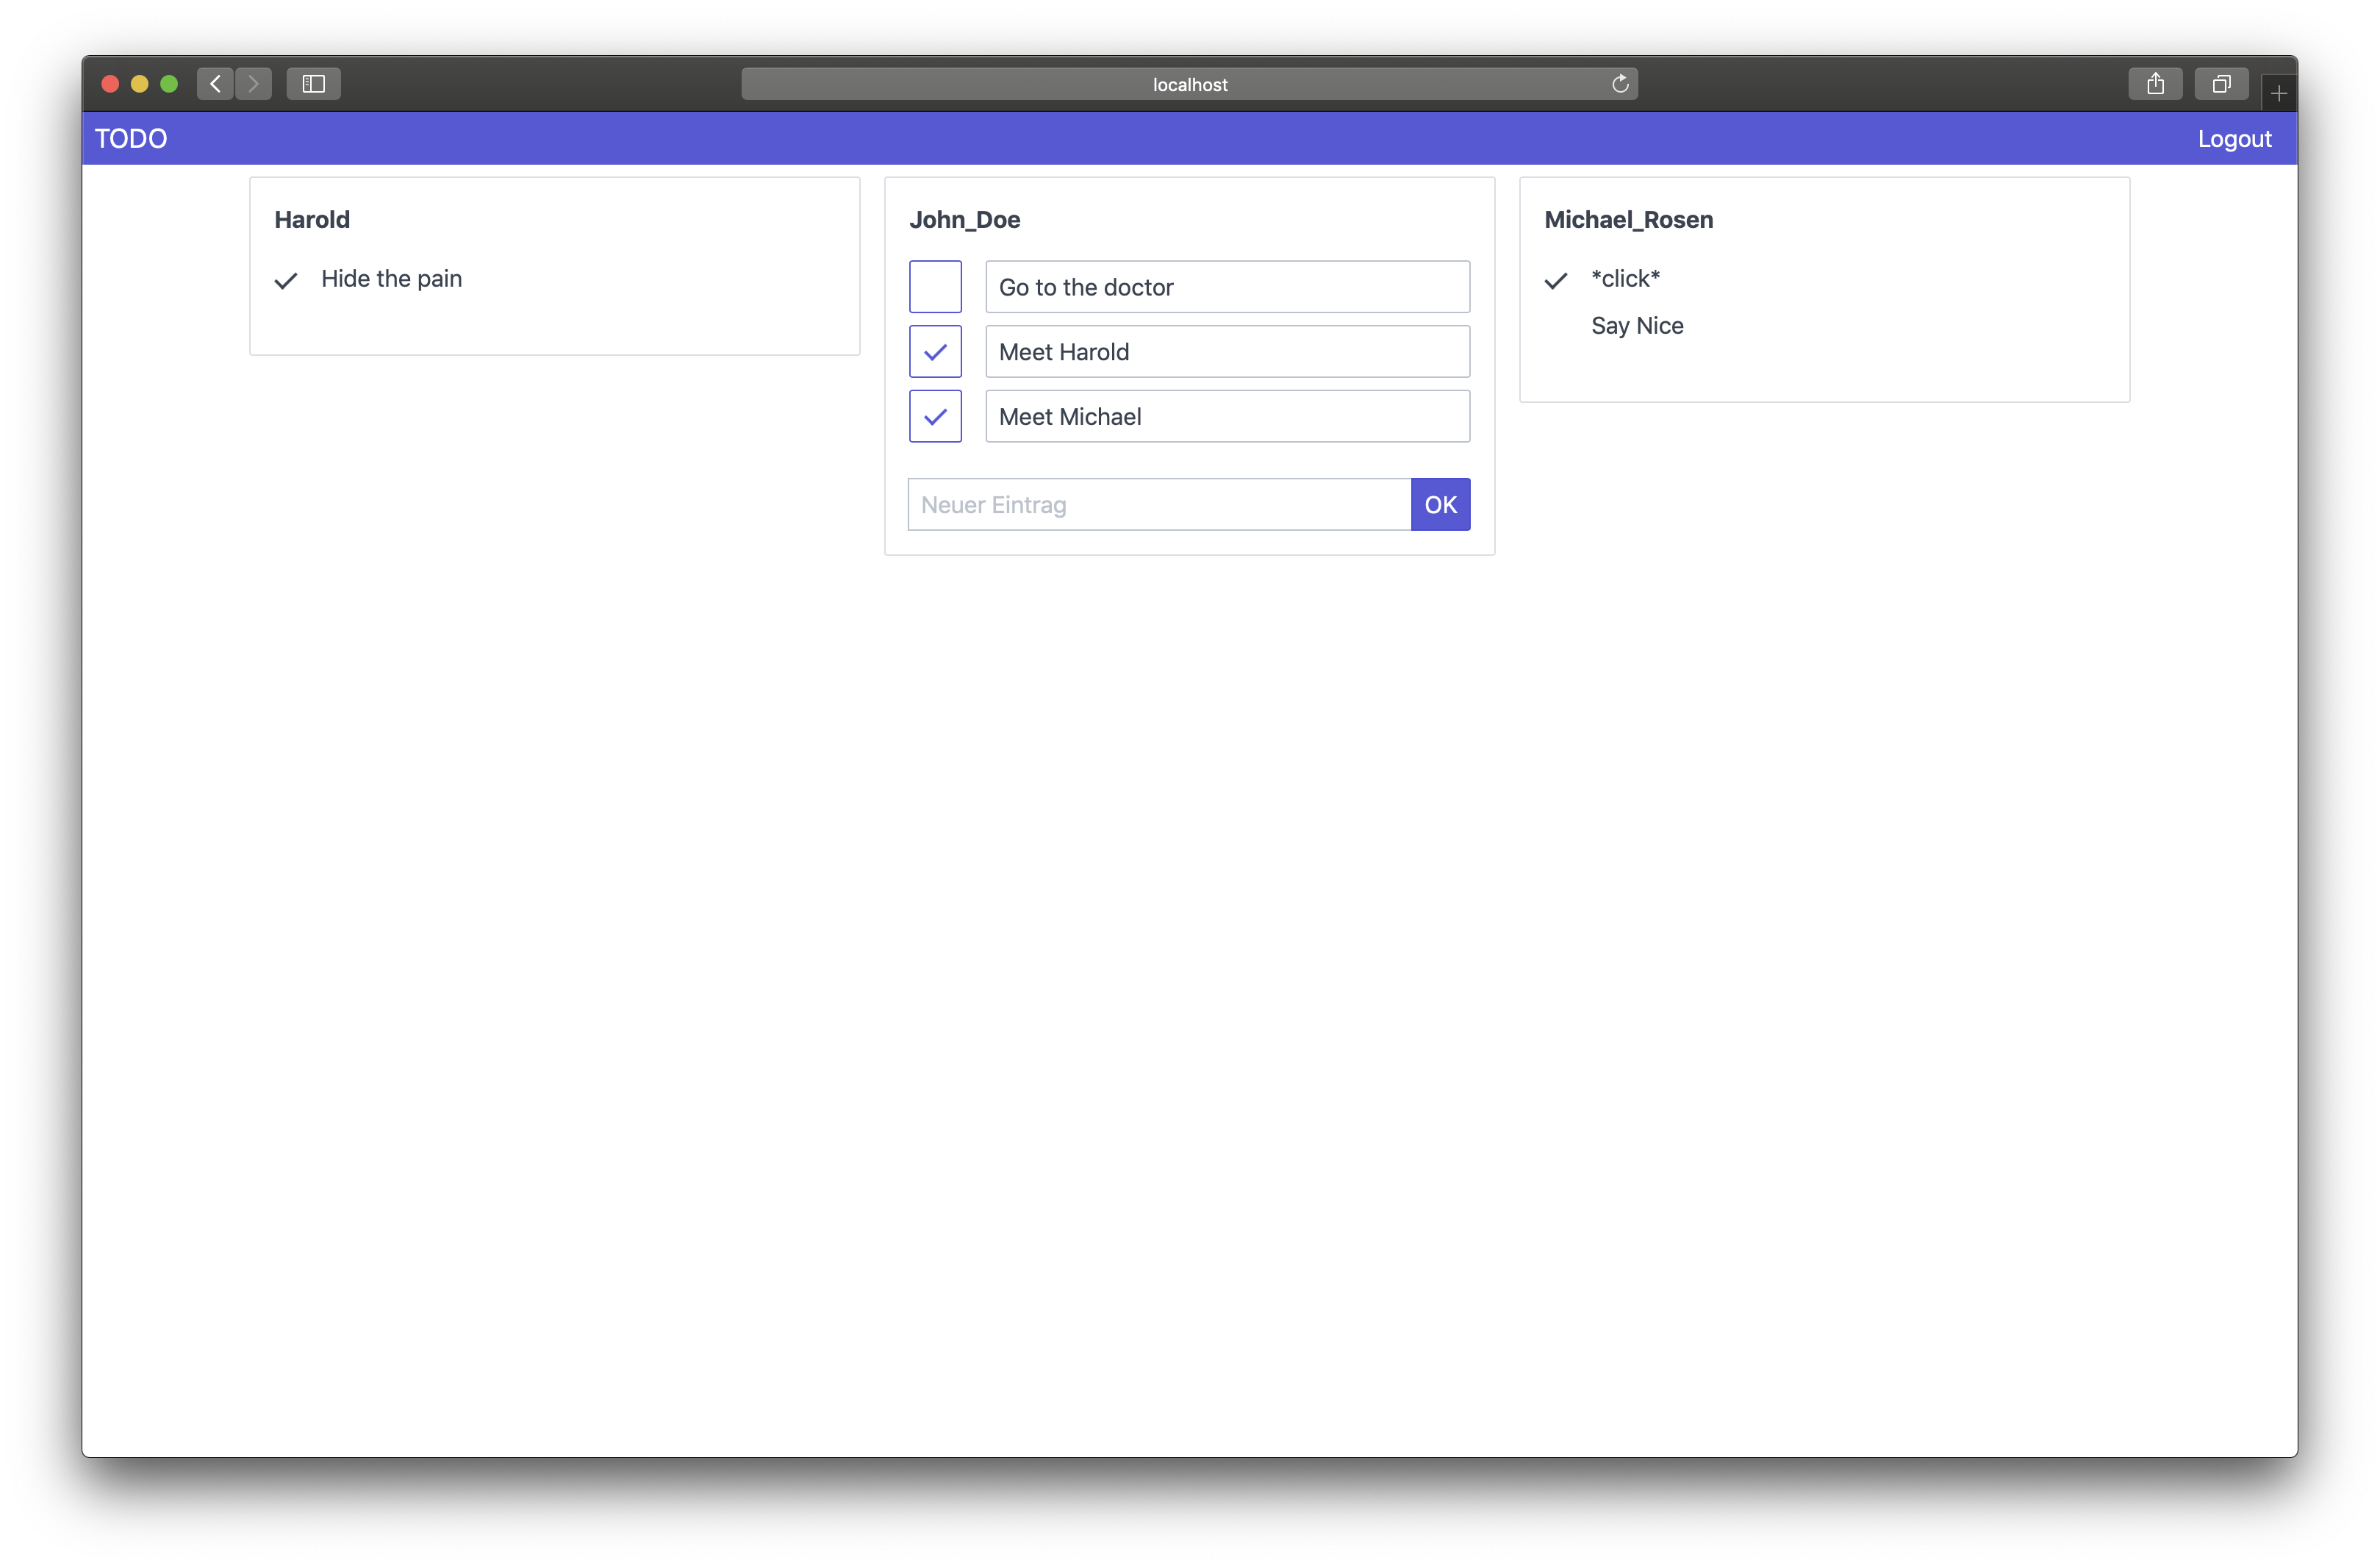 localhost
TODO
Logout
Harold
Hide the pain
John_Doe
Go to the doctor
Meet Harold
Meet Michael
Neuer Eintrag
OK
Michael_Rosen
*click*
Say Nice